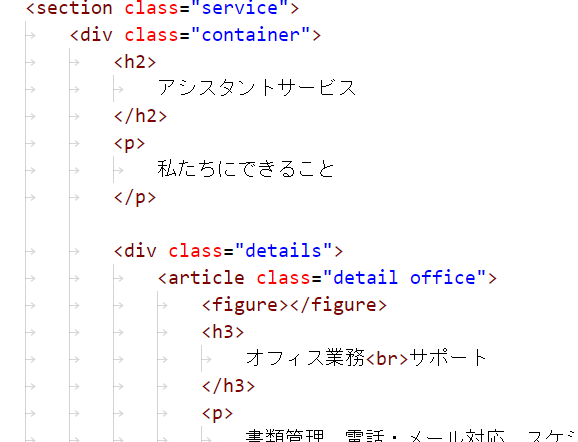 <section class="service">
<div class="container">
<h2>
アシスタントサービス
</h2>
<p>
私たちにできること
</p>
<div class="details">
<article class="detail office">
<figure></figure>
<h3>
オフィス業務<br>サポート
</h3>
<p>
書類管理、電話・メール対応、スケジ